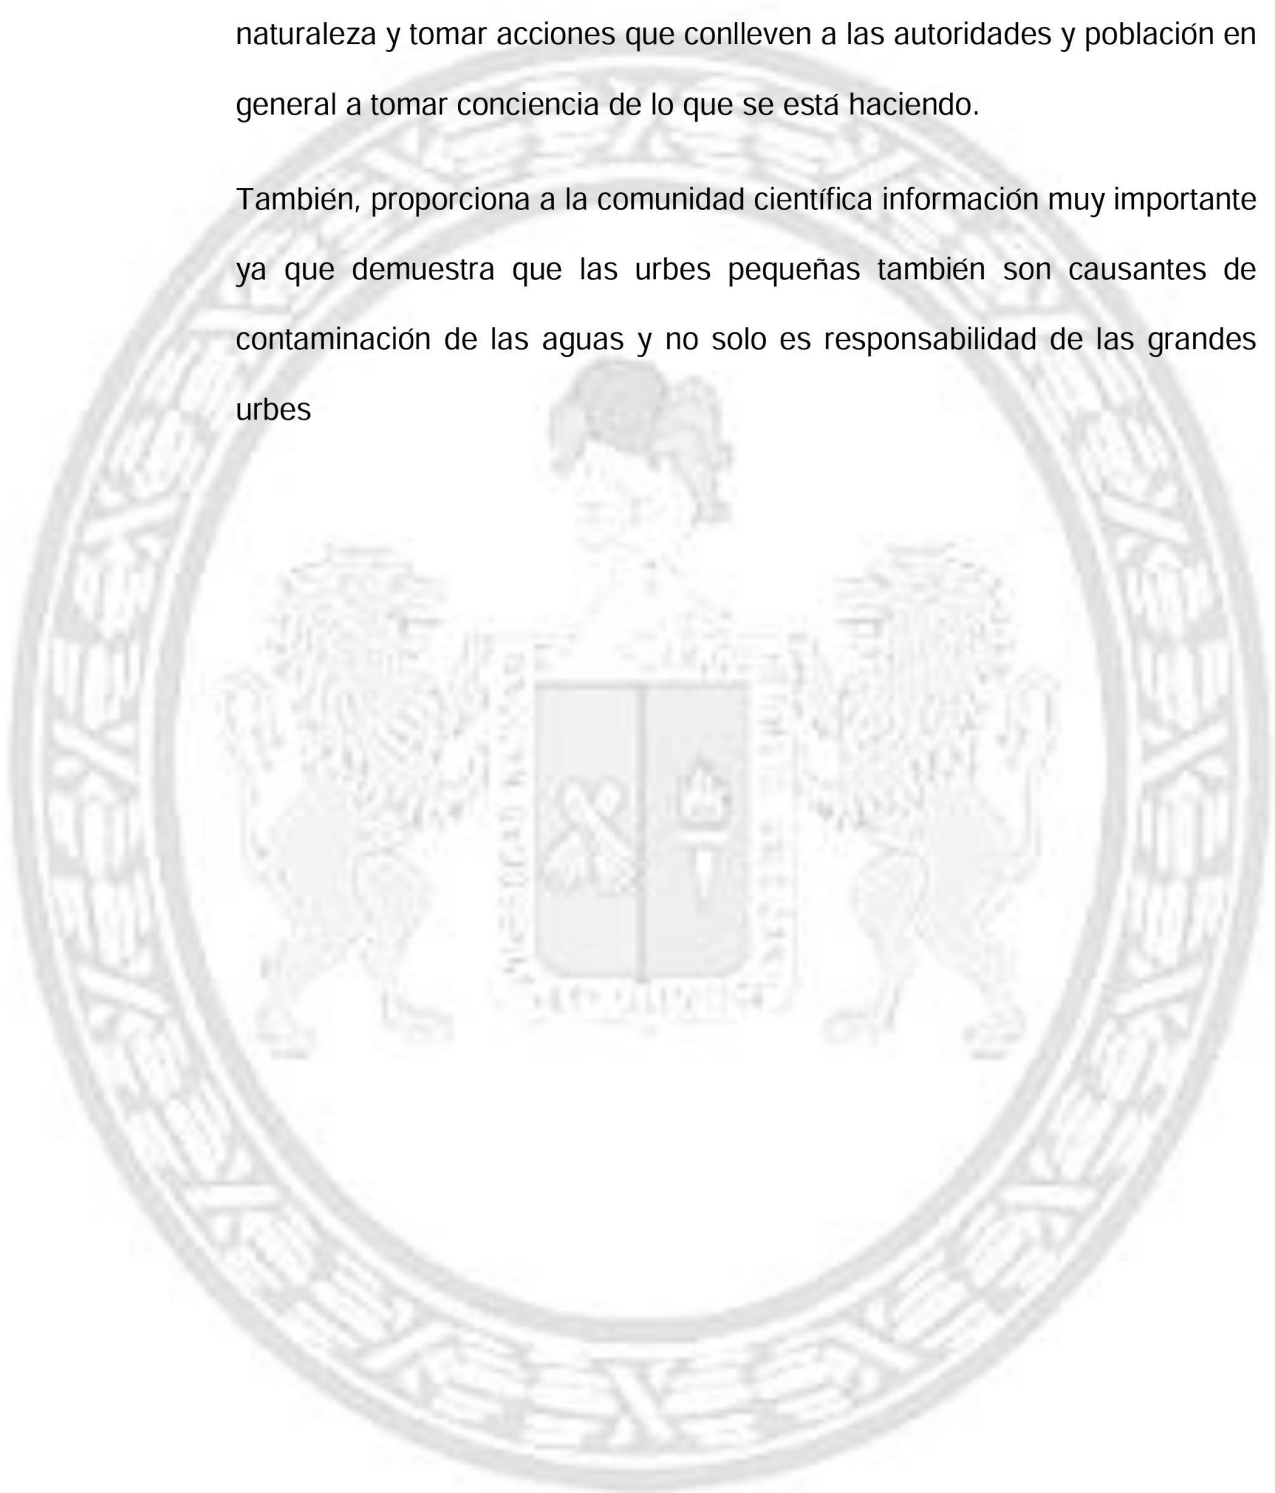 naturaleza y tomar acciones que conlleven a las autoridades y población en
general a tomar conciencia de lo que se está haciendo.
También, proporciona a la comunidad científica información muy importante
ya que demuestra que las urbes pequeñas también son causantes de
contaminación de las aguas y no solo es responsabilidad de las grandes
urbes